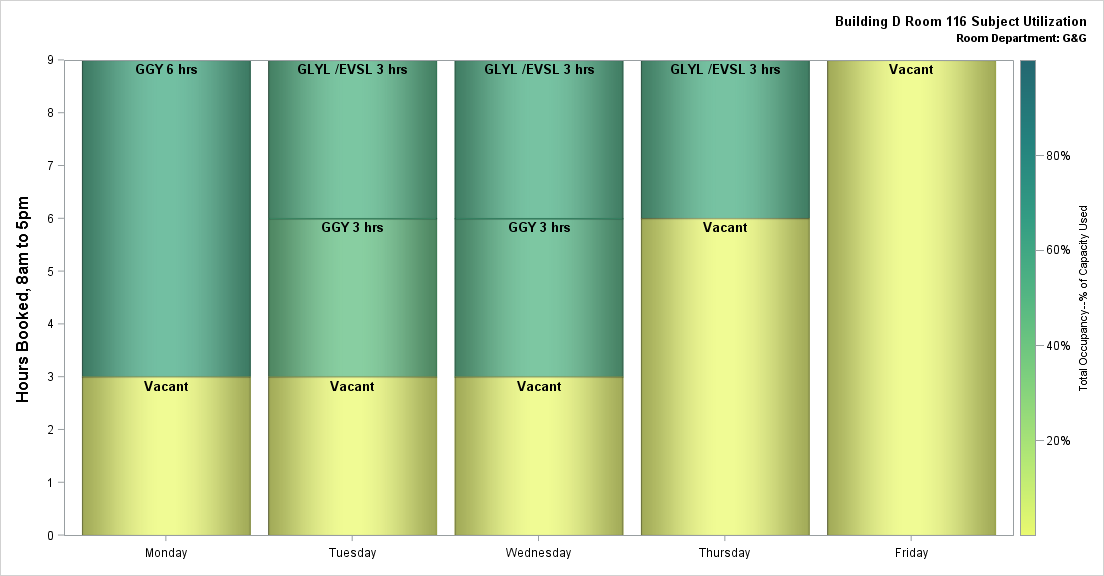 Building D Room 116 Subject Utilization
Room Department: G&G
Hours Booked, 8am to 5pm
9
8
7
6
5
4
3
2
1
0
GGY 6 hrs
Vacant
GLYL /EVSL 3 hrs
GGY 3 hrs
Vacant
GLYL /EVSL 3 hrs
GGY 3 hrs
Vacant
GLYL /EVSL 3 hrs
Vacant
Vacant
Monday
Tuesday
Wednesday
Thursday
Friday
80%
60%
40%
20%
Total Occupancy--% of Capacity Used